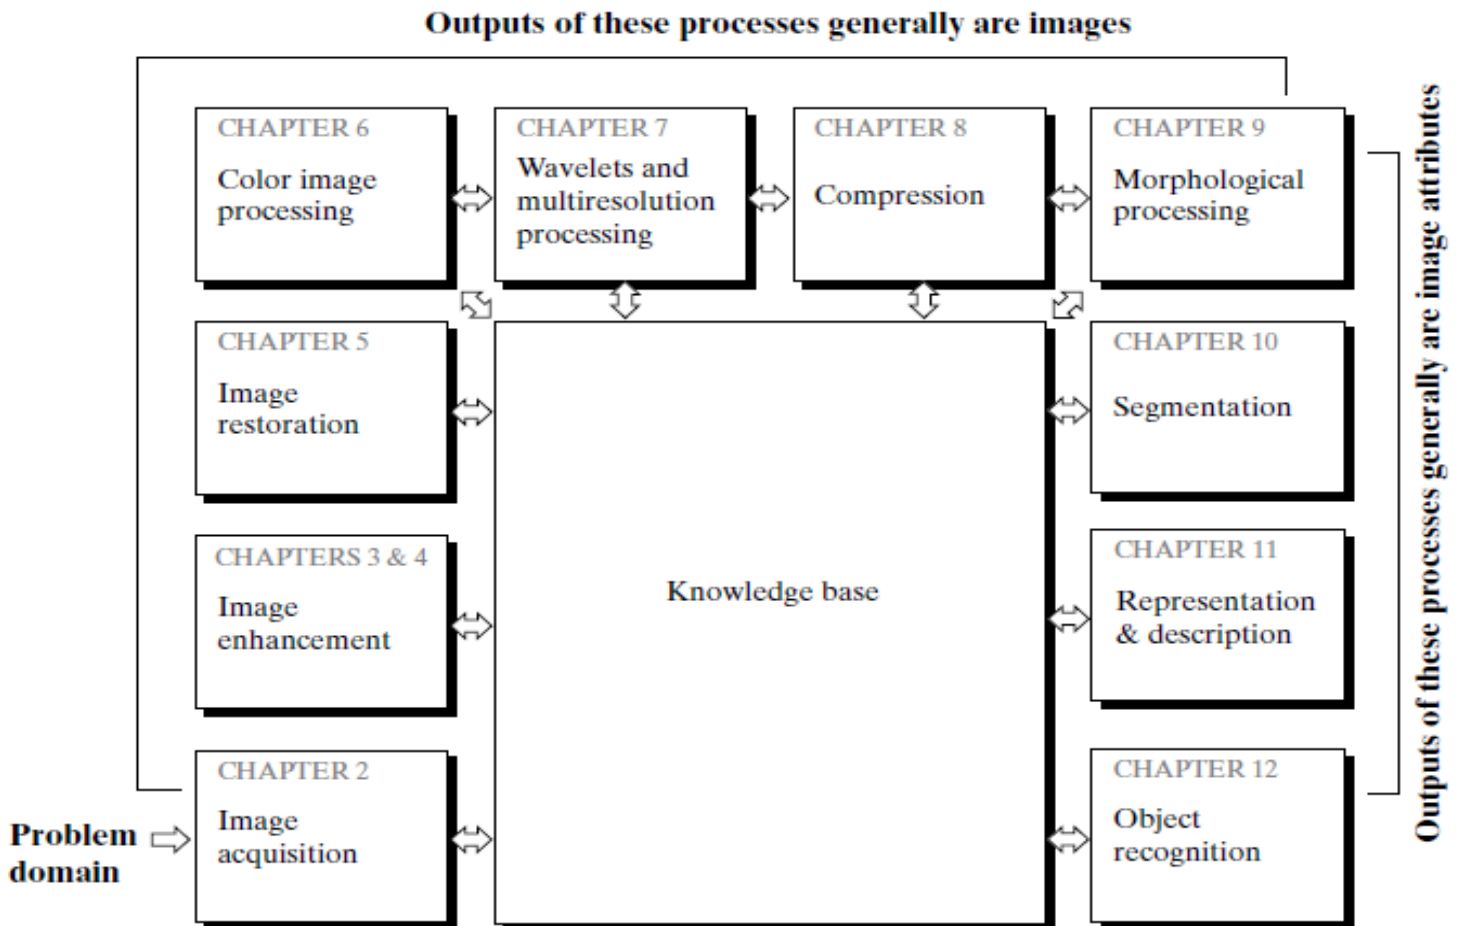 Outputs of these processes generally are images
CHAPTER 6
Color image
processing
CHAPTER 7
Wavelets and
multiresolution
processing
CHAPTER 8
Compression
CHAPTER 9
Morphological
processing
CHAPTER 5
Image
restoration
CHAPTER 10
Segmentation
CHAPTERS 3 & 4
Image
enhancement
Knowledge base
CHAPTER 11
Representation
& description
CHAPTER 2
Image
acquisition
CHAPTER 12
Object
recognition
Problem
domain
Outputs of these processes generally are image attributes